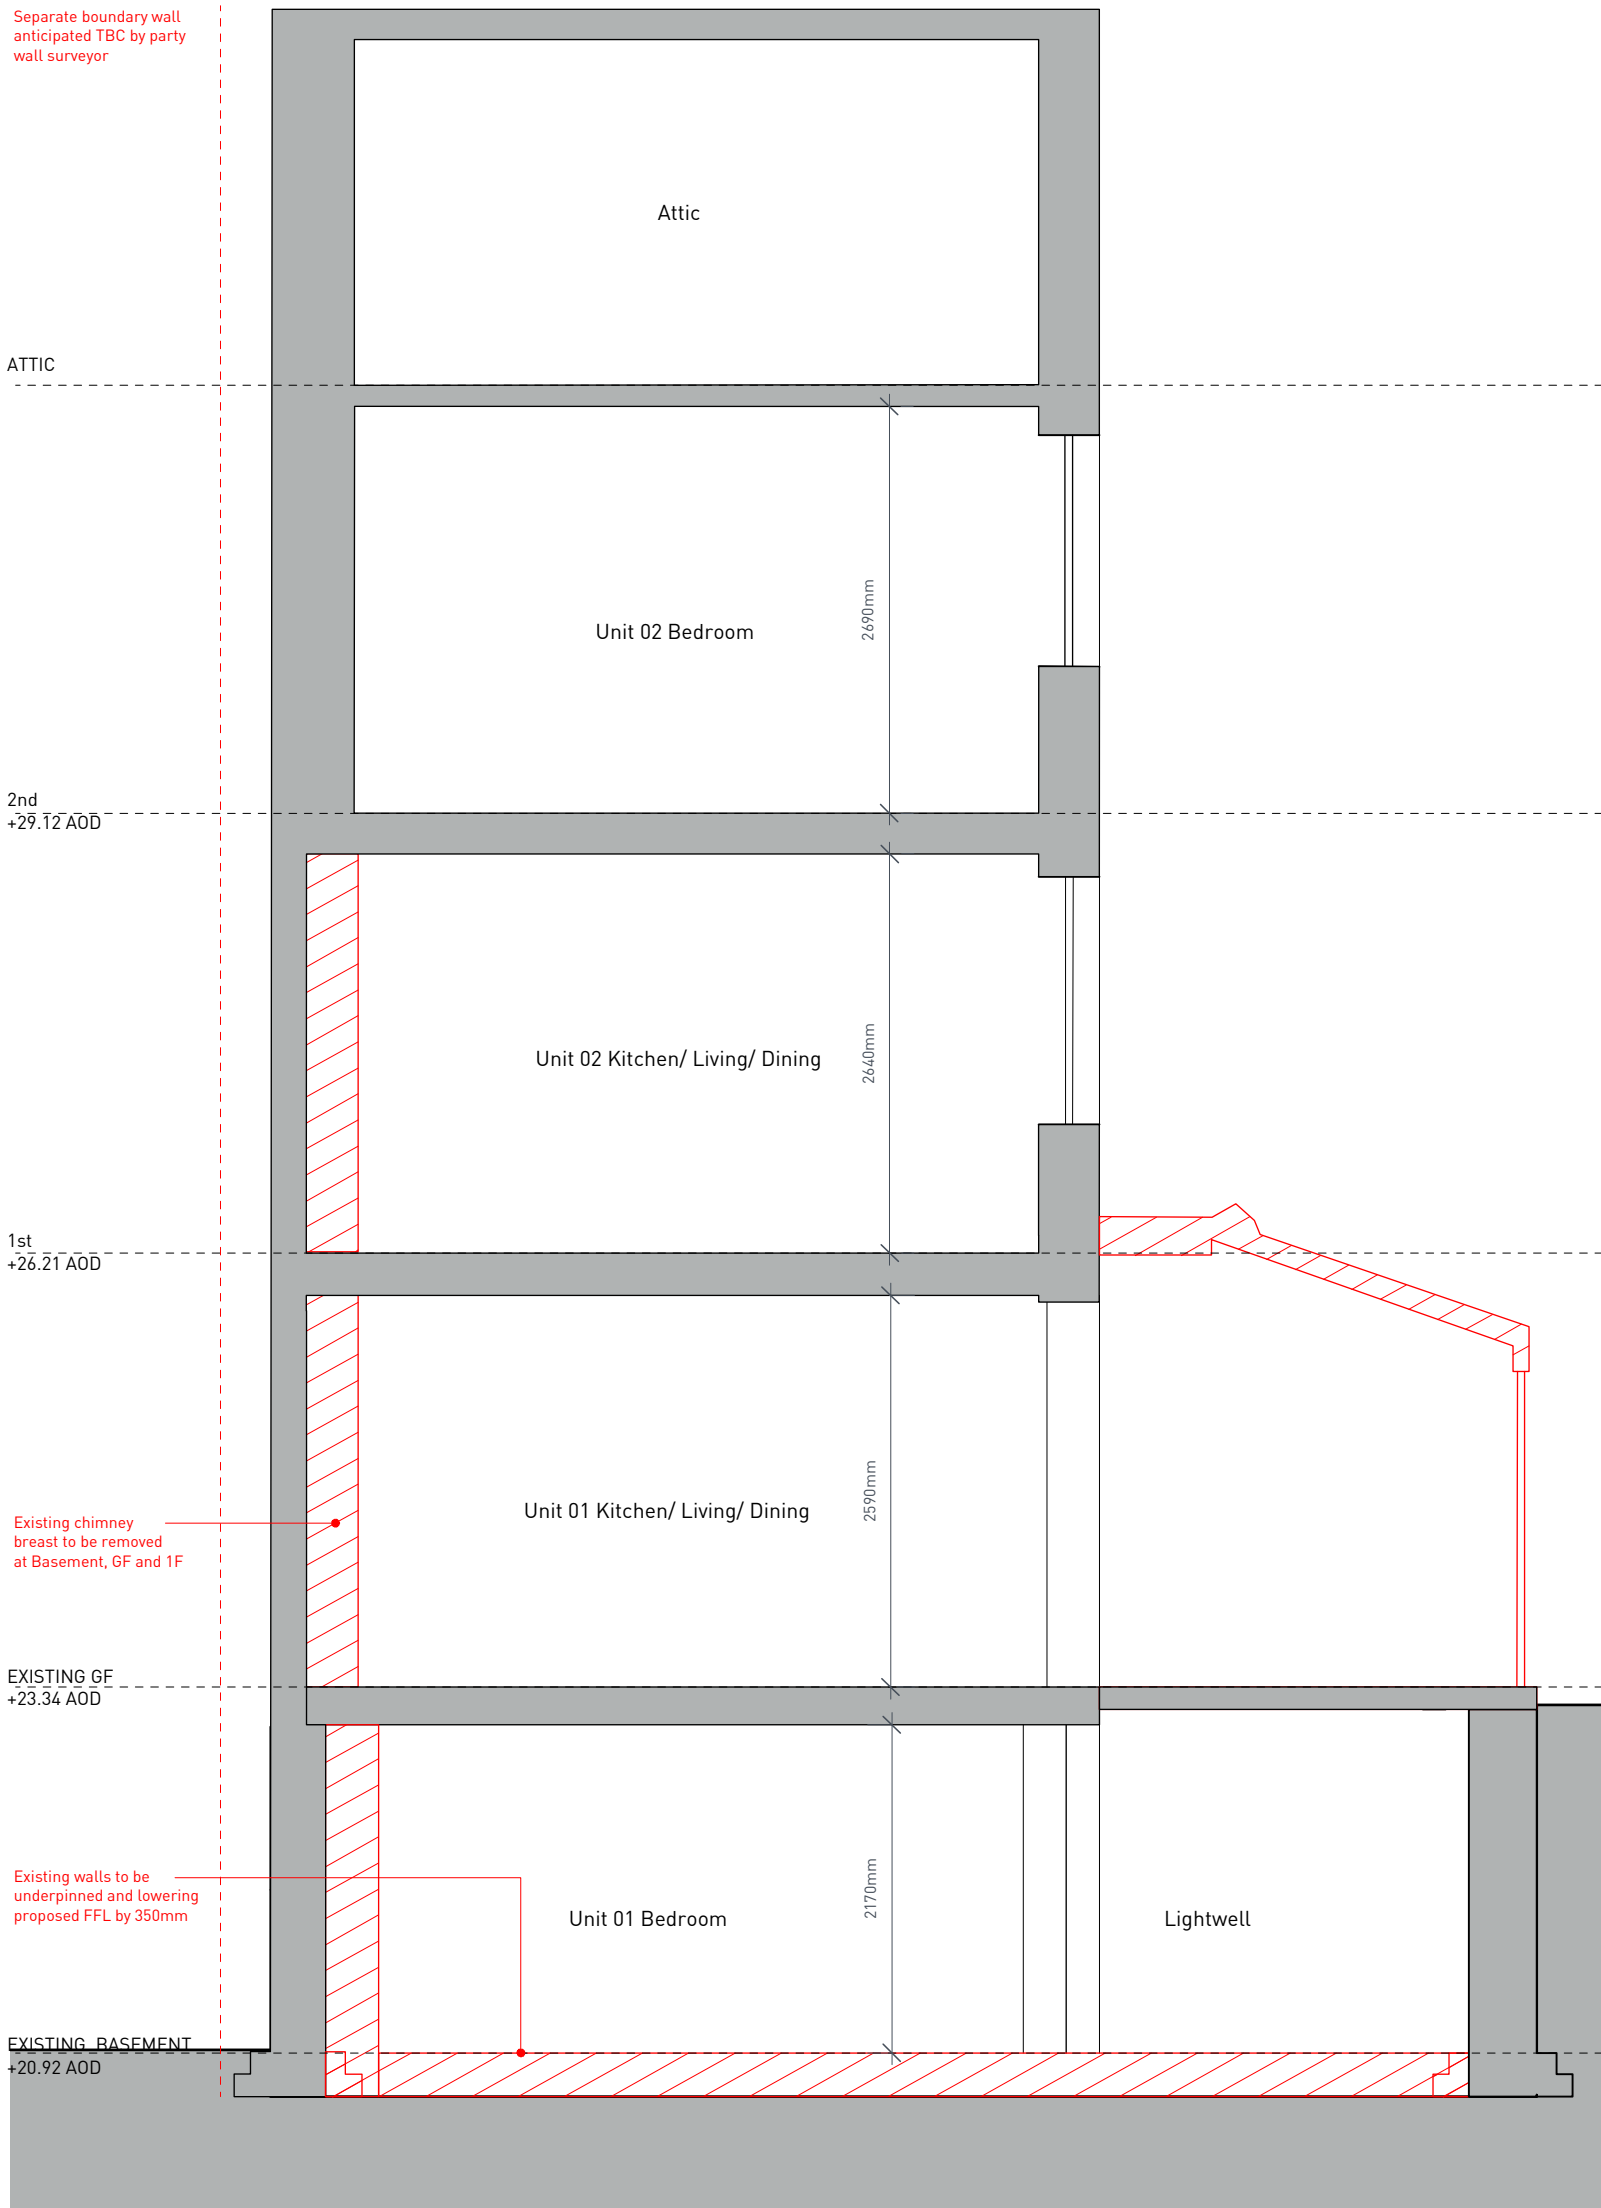 Separate boundary wall
anticipated TBC by party
wall surveyor
Attic
ATTIC
2690mm
Unit 02 Bedroom
2nd
+29.12 AOD
2640mm
Unit 02 Kitchen/ Living/ Dining
1st
+26.21 AOD
2590mm
Unit 01 Kitchen/ Living/ Dining
Existing chimney
breast to be removed
at Basement, GF and 1F
EXISTING GF
+23.34 AOD
Existing walls to be
underpinned and lowering
proposed FFL by 350mm
2170mm
Unit 01 Bedroom
Lightwell
EXISTING BASEMENT
+20.92 AOD